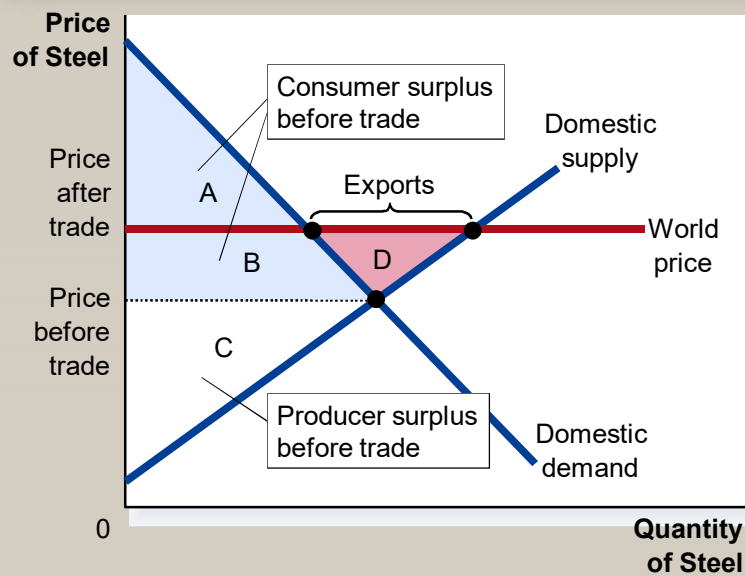 Price
of Steel
Consumer surplus
before trade
Domestic
supply
Price
after
trade
A
Exports
World
price
B
D
Price
before
trade
C
Producer surplus
before trade
Domestic
demand
0
Quantity
of Steel